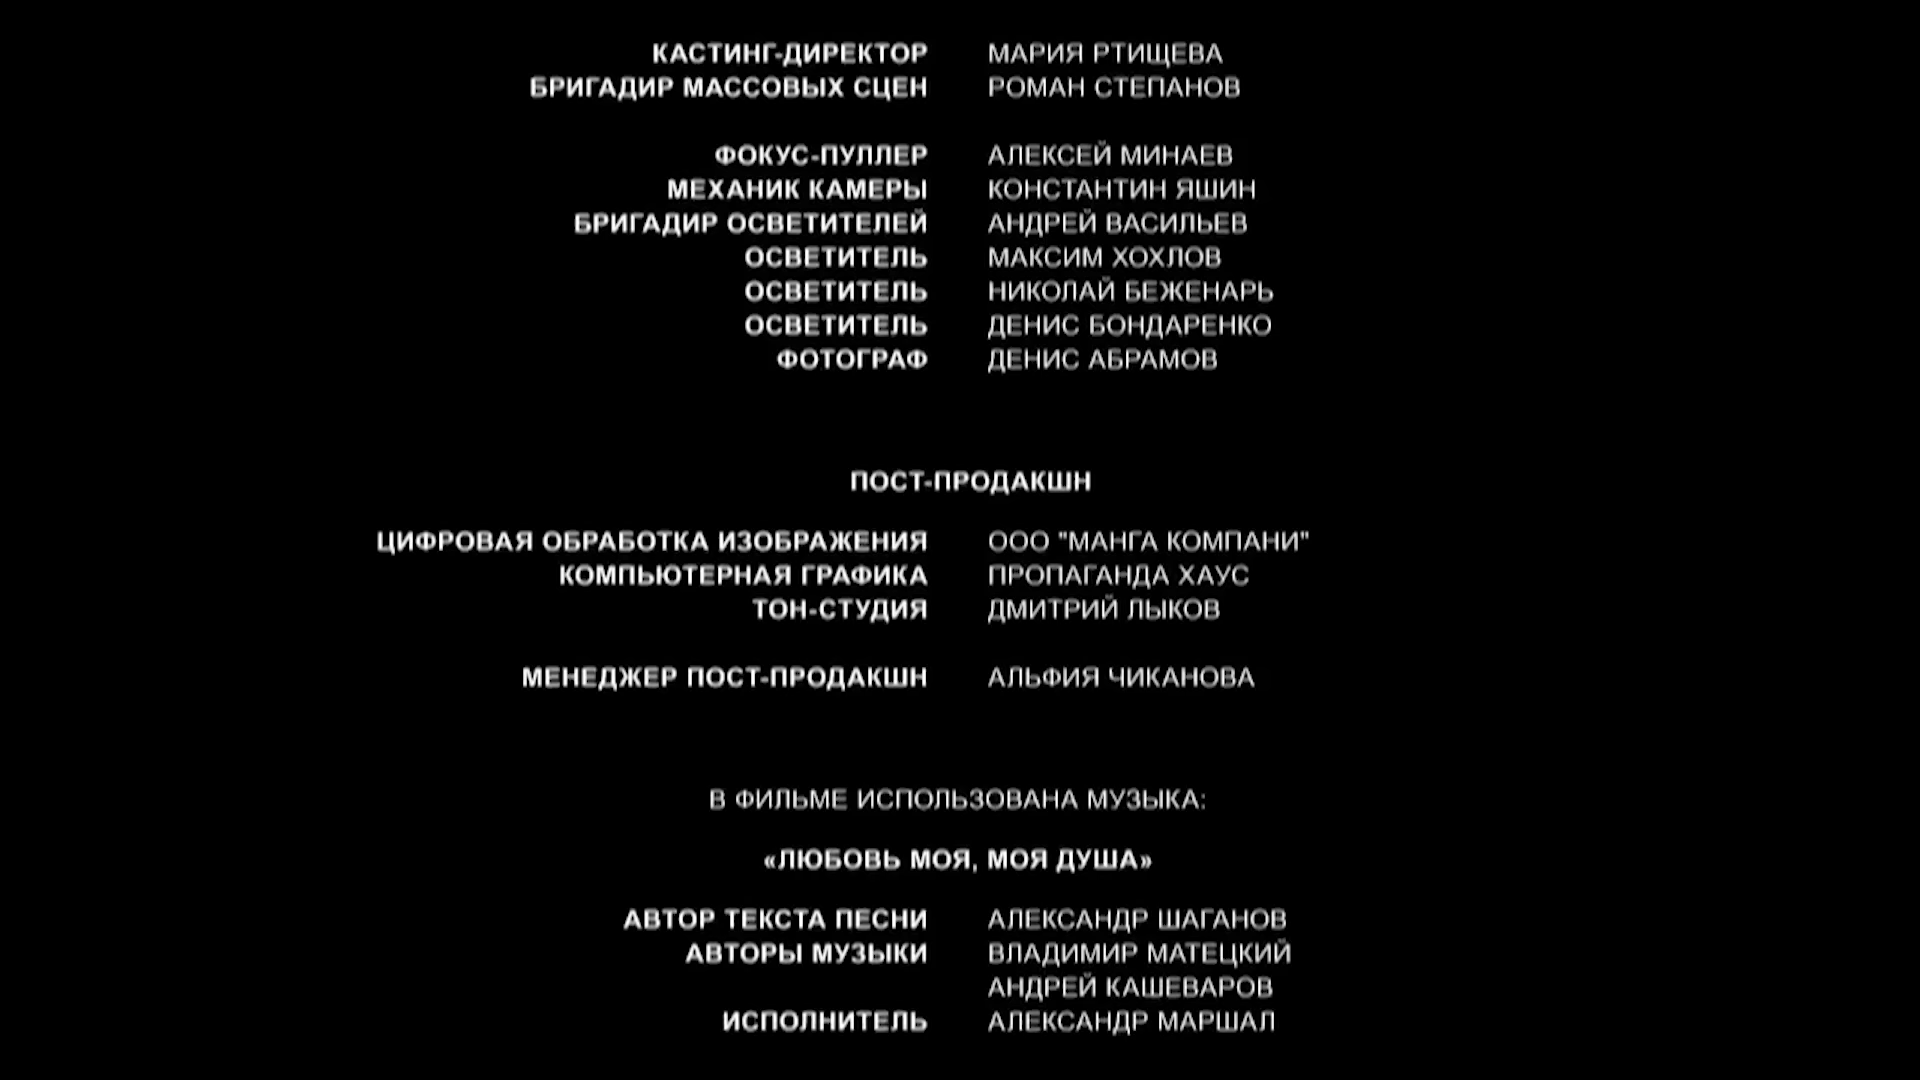 КАСТИНГ-ДИРЕКТОР МАРИЯ РТИЩЕВА
БРИГАДИР МАССОВЫХ СЦЕН РОМАН СТЕПАНОВ
ФОКУС-ПУЛЛЕР АЛЕКСЕЙ МИНАЕВ
МЕХАНИК КАМЕРЫ КОНСТАНТИН ЯШИН
БРИГАДИР ОСВЕТИТЕЛЕЙ АНДРЕЙ ВАСИЛЬЕВ
ОСВЕТИТЕЛЬ МАКСИМ ХОХЛОВ
ОСВЕТИТЕЛЬ НИКОЛАЙ БЕЖЕНАРЬ
ОСВЕТИТЕЛЬ ДЕНИС БОНДАРЕНКО
ФОТОГРАФ ДЕНИС АБРАМОВ
ПОСТ-ПРОДАКШН
ЦИФРОВАЯ ОБРАБОТКА ИЗОБРАЖЕНИЯ ООО "МАНГА КОМПАНИ"
КОМПЬЮТЕРНАЯ ГРАФИКА ПРОПАГАНДА ХАУС
ТОН-СТУДИЯ ДМИТРИЙ ЛЫКОВ
МЕНЕДЖЕР ПОСТ-ПРОДАКШН АЛЬФИЯ ЧИКАНОВА
В ФИЛЬМЕ ИСПОЛЬЗОВАНА МУЗЫКА:
«ЛЮБОВЬ МОЯ, МОЯ ДУША»
АВТОР ТЕКСТА ПЕСНИ АЛЕКСАНДР ШАГАНОВ
АВТОРЫ МУЗЫКИ ВЛАДИМИР МАТЕЦКИЙ
АНДРЕЙ КАШЕВАРОВ
ИСПОЛНИТЕЛЬ АЛЕКСАНДР МАРШАЛ